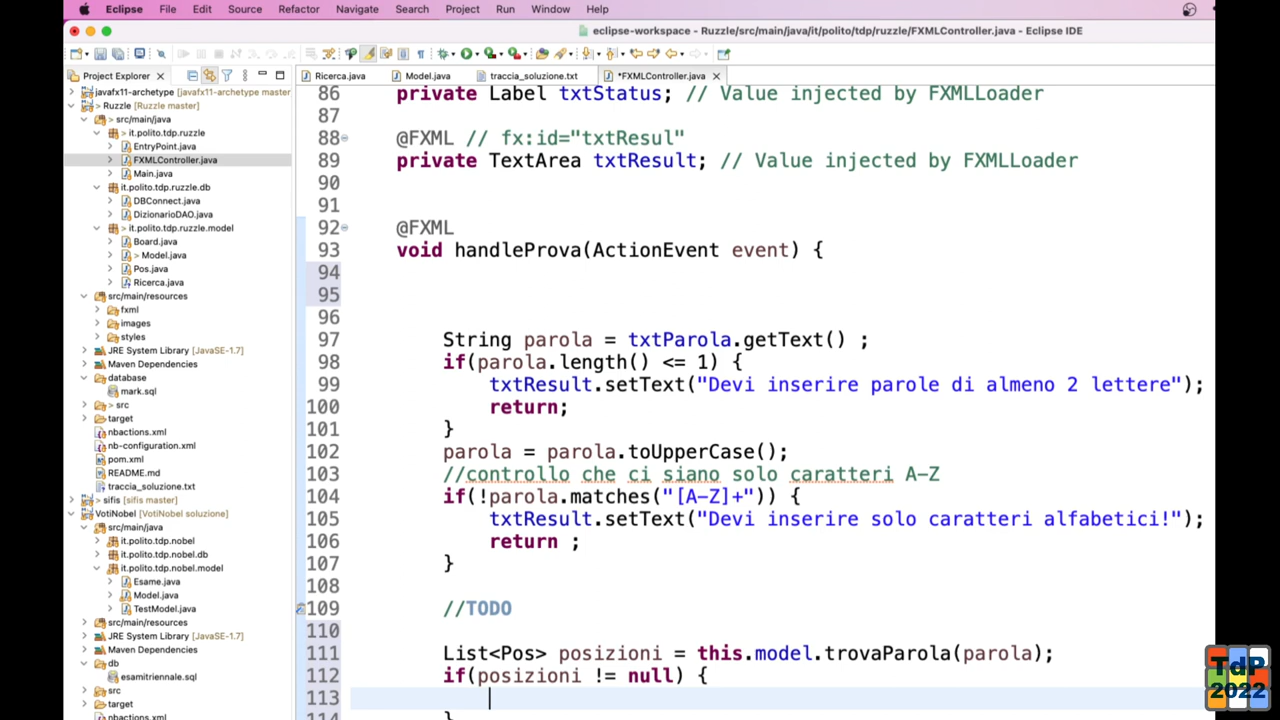 Eclipse File Edit Source Refactor Navigate Search Project Run Window Help
eclipse-workspace - Ruzzle/src/main/java/it/polito/tdp/ruzzle/FXMLController.java - Eclipse IDE
Project Explorer
Ricerca.java
Model.java
traccia_soluzione.txt
*FXMLController.java
javafx11-archetype master
> Ruzzle [Ruzzle master]
> src/main/java
> it.polito.tdp.ruzzle
EntryPoint.java
FXMLController.java
Main.java
it.polito.tdp.ruzzle.db
DBConnect.java
DizionarioDAO.java
> it.polito.tdp.ruzzle.model
Board.java
> Model.java
Pos.java
Ricerca.java
src/main/resources
fxml
images
styles
JRE System Library [JavaSE-1.7]
Maven Dependencies
database
mark.sql
> src
target
nbactions.xml
nb-configuration.xml
pom.xml
README.md
traccia_soluzione.txt
> sifis [sifis master]
VotiNobel [VotiNobel soluzione]
src/main/java
it.polito.tdp.nobel
it.polito.tdp.nobel.db
it.polito.tdp.nobel.model
Esame.java
Model.java
TestModel.java
src/main/resources
JRE System Library [JavaSE-1.7]
Maven Dependencies
db
esamitriennale.sql
src
target
nbactions.xml
86 private Label txtStatus; // Value injected by FXMLLoader
87
88 @FXML // fx:id="txtResul"
89 private TextArea txtResult; // Value injected by FXMLLoader
90
91
92 @FXML
93 void handleProva(ActionEvent event) {
94
95
96
97 String parola = txtParola.getText() ;
98 if(parola.length() <= 1) {
99 txtResult.setText("Devi inserire parole di almeno 2 lettere");
100 return;
101 }
102 parola = parola.toUpperCase();
103 //controllo che ci siano solo caratteri A-Z
104 if(!parola.matches("[A-Z]+")) {
105 txtResult.setText("Devi inserire solo caratteri alfabetici!");
106 return ;
107 }
108
109 //TODO
110
111 List<Pos> posizioni = this.model.trovaParola(parola);
112 if(posizioni != null) {
113
114 }
TdP
2022